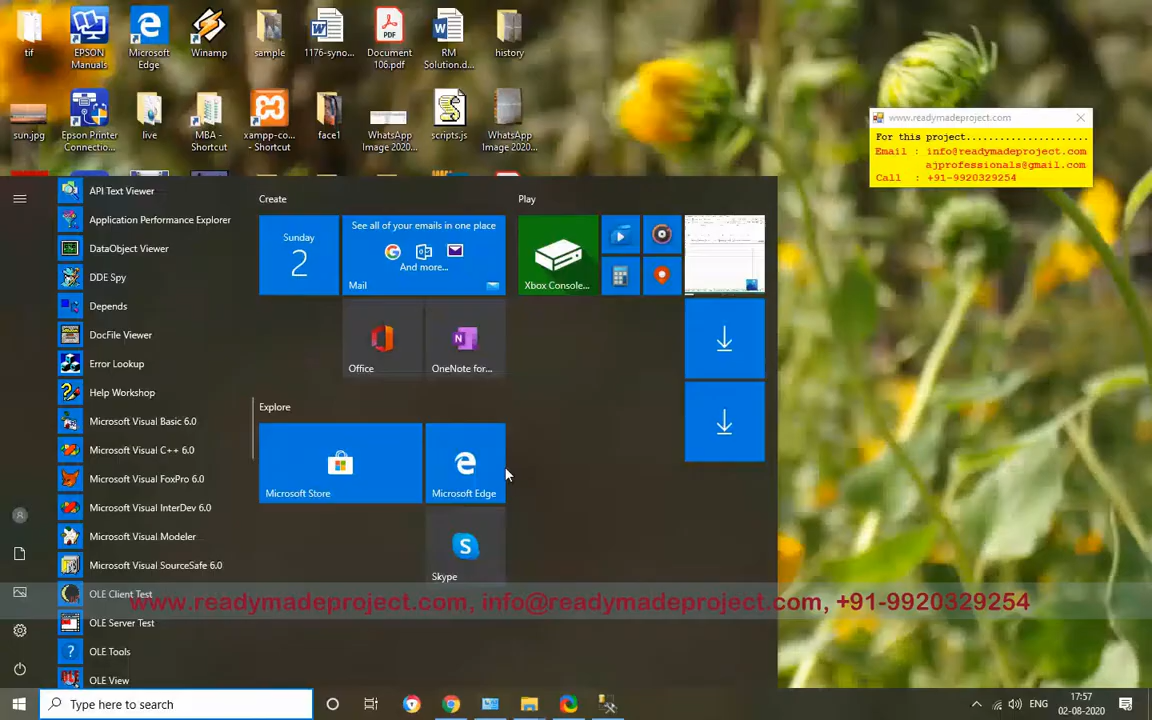 tif
EPSON
Manuals
Microsoft
Edge
Winamp
sample
1176-syno...
Document
106.pdf
RM
Solution.d...
history
sun.jpg
Epson Printer
Connectio...
live
MBA -
Shortcut
xampp-co...
- Shortcut
face1
WhatsApp
Image 2020...
scripts.js
WhatsApp
Image 2020...
www.readymadeproject.com
For this project......................
Email : info@readymadeproject.com
ajprofessionals@gmail.com
Call : +91-9920329254
API Text Viewer
Application Performance Explorer
DataObject Viewer
DDE Spy
Depends
DocFile Viewer
Error Lookup
Help Workshop
Microsoft Visual Basic 6.0
Microsoft Visual C++ 6.0
Microsoft Visual FoxPro 6.0
Microsoft Visual InterDev 6.0
Microsoft Visual Modeler
Microsoft Visual SourceSafe 6.0
OLE Client Test
OLE Server Test
OLE Tools
OLE View
Create
Sunday
2
See all of your emails in one place
And more...
Mail
Office
OneNote for...
Explore
Microsoft Store
Microsoft Edge
Skype
Play
Xbox Console...
www.readymadeproject.com, info@readymadeproject.com, +91-9920329254
Type here to search
ENG
17:57
02-08-2020